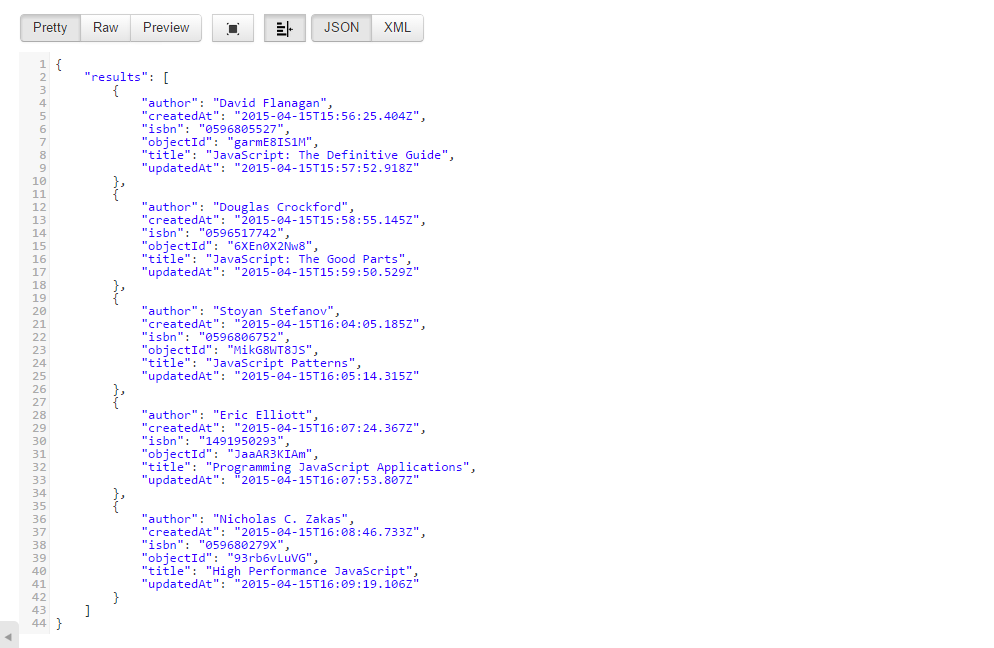 Pretty Raw Preview JSON XML
1 {
2 "results": [
3 {
4 "author": "David Flanagan",
5 "createdAt": "2015-04-15T15:56:25.404Z",
6 "isbn": "0596805527",
7 "objectId": "garmE8IS1M",
8 "title": "JavaScript: The Definitive Guide",
9 "updatedAt": "2015-04-15T15:57:52.918Z"
10 },
11 {
12 "author": "Douglas Crockford",
13 "createdAt": "2015-04-15T15:58:55.145Z",
14 "isbn": "0596517742",
15 "objectId": "6XEn0X2Nw8",
16 "title": "JavaScript: The Good Parts",
17 "updatedAt": "2015-04-15T15:59:50.529Z"
18 },
19 {
20 "author": "Stoyan Stefanov",
21 "createdAt": "2015-04-15T16:04:05.185Z",
22 "isbn": "0596806752",
23 "objectId": "MikG8WT8JS",
24 "title": "JavaScript Patterns",
25 "updatedAt": "2015-04-15T16:05:14.315Z"
26 },
27 {
28 "author": "Eric Elliott",
29 "createdAt": "2015-04-15T16:07:24.367Z",
30 "isbn": "1491950293",
31 "objectId": "JaaAR3KIAm",
32 "title": "Programming JavaScript Applications",
33 "updatedAt": "2015-04-15T16:07:53.807Z"
34 },
35 {
36 "author": "Nicholas C. Zakas",
37 "createdAt": "2015-04-15T16:08:46.733Z",
38 "isbn": "059680279X",
39 "objectId": "93rb6vLuVG",
40 "title": "High Performance JavaScript",
41 "updatedAt": "2015-04-15T16:09:19.106Z"
42 }
43 ]
44 }